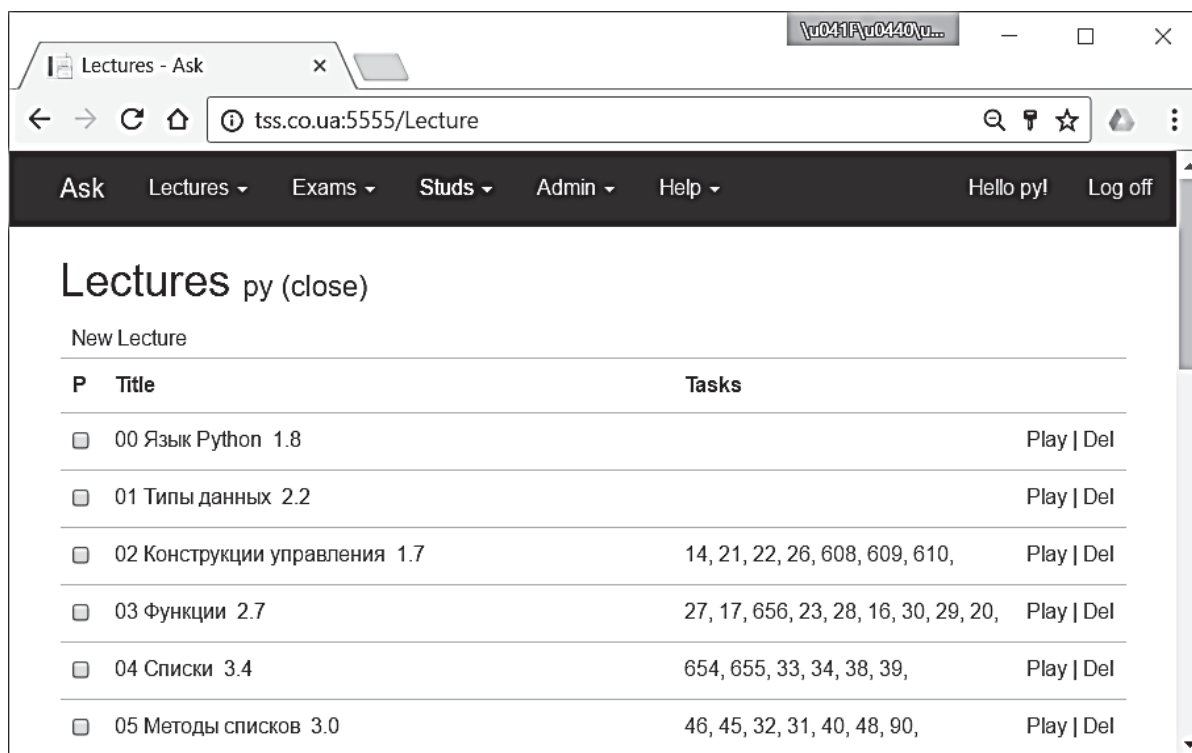 \u041F\u0440\u...
Lectures - Ask
tss.co.ua:5555/Lecture
Ask Lectures Exams Studs Admin Help Hello py! Log off
Lectures py (close)
New Lecture
P Title Tasks
00 Язык Python 1.8 Play | Del
01 Типы данных 2.2 Play | Del
02 Конструкции управления 1.7 14, 21, 22, 26, 608, 609, 610, Play | Del
03 Функции 2.7 27, 17, 656, 23, 28, 16, 30, 29, 20, Play | Del
04 Списки 3.4 654, 655, 33, 34, 38, 39, Play | Del
05 Методы списков 3.0 46, 45, 32, 31, 40, 48, 90, Play | Del